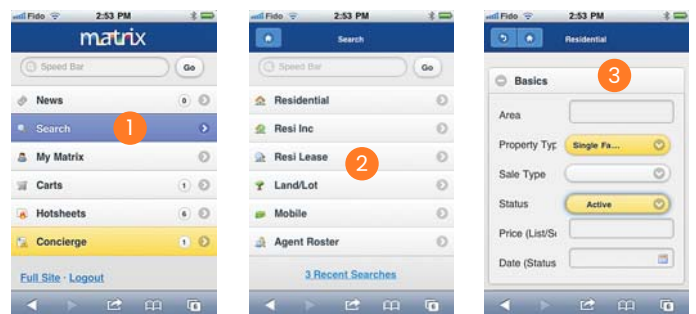 Fido 2:53 PM
matrix
Speed Bar Go
News 0
Search 1
My Matrix
Carts 1
Hotsheets 6
Concierge 1
Full Site · Logout
6
Fido 2:53 PM
Search
Speed Bar Go
Residential
Resi Inc
Resi Lease
2
Land/Lot
Mobile
Agent Roster
3 Recent Searches
6
Fido 2:53 PM
Residential
Basics 3
Area
Property Typ Single Fa...
Sale Type
Status Active
Price (List/S
Date (Status
6